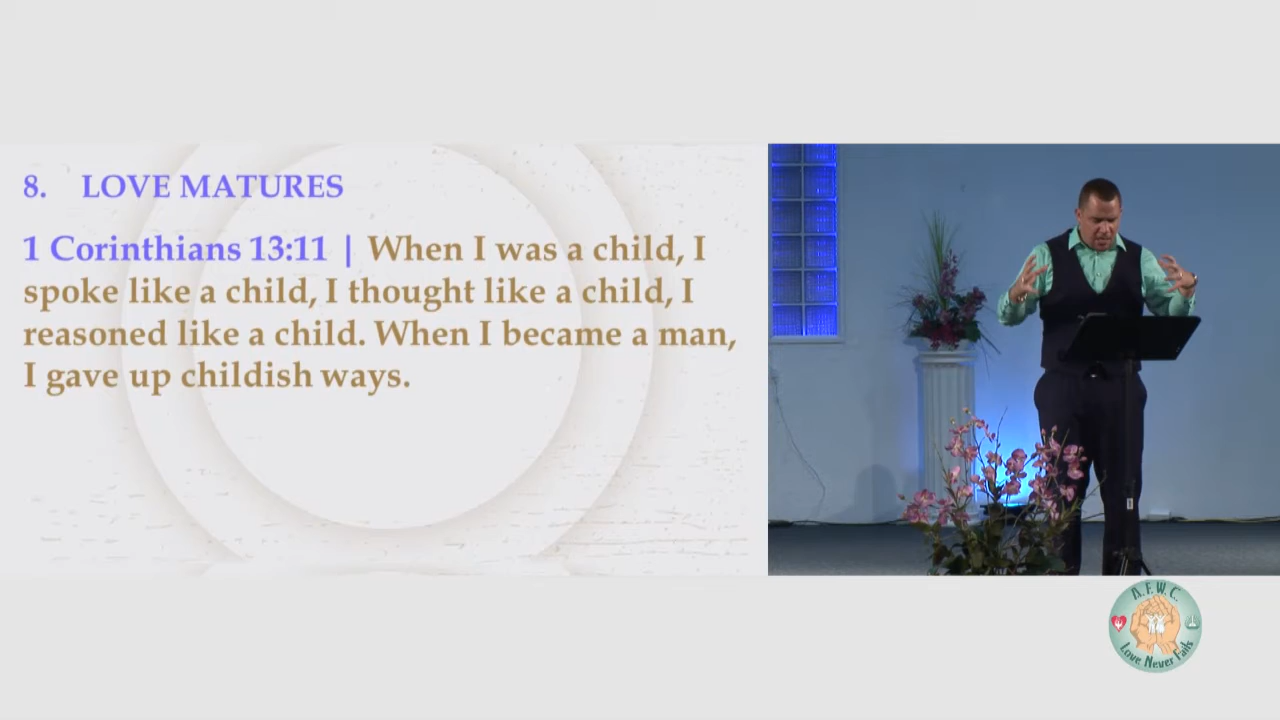 8. LOVE MATURES
1 Corinthians 13:11 | When I was a child, I
spoke like a child, I thought like a child, I
reasoned like a child. When I became a man,
I gave up childish ways.
A.F.W.C.
Love Never Fails